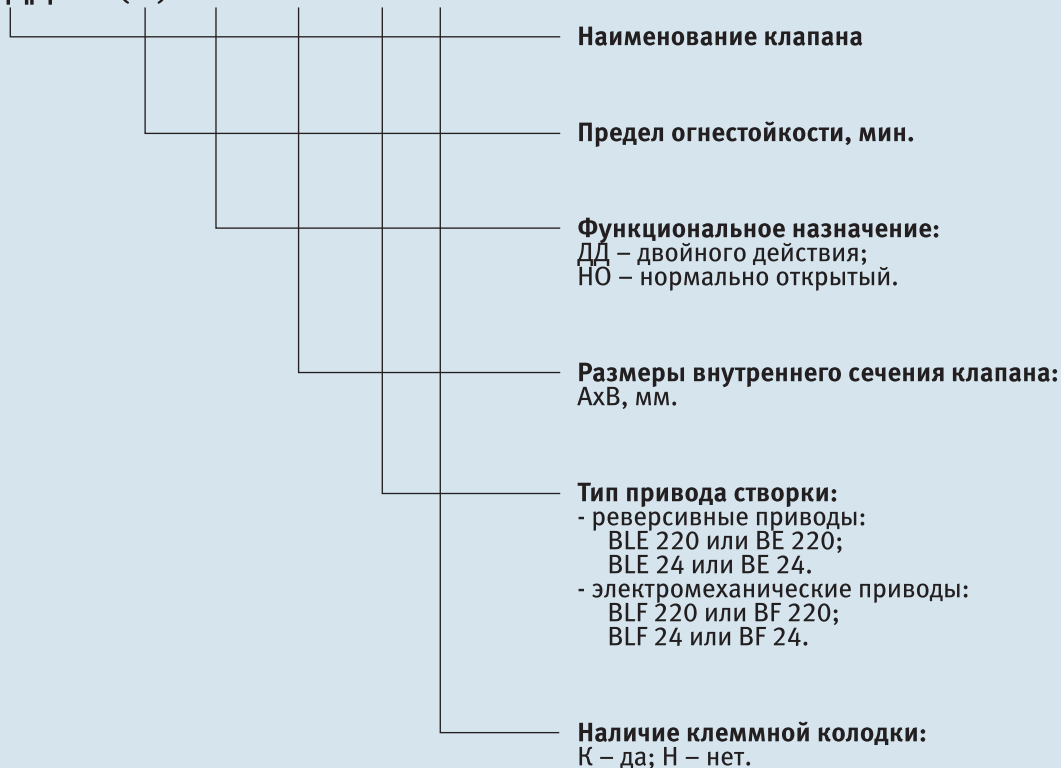 Наименование клапана
Предел огнестойкости, мин.
Функциональное назначение:
ДД – двойного действия;
НО – нормально открытый.
Размеры внутреннего сечения клапана:
АхВ, мм.
Тип привода створки:
- реверсивные приводы:
BLE 220 или BE 220;
BLE 24 или BE 24.
- электромеханические приводы:
BLF 220 или BF 220;
BLF 24 или BF 24.
Наличие клеммной колодки:
К – да; Н – нет.